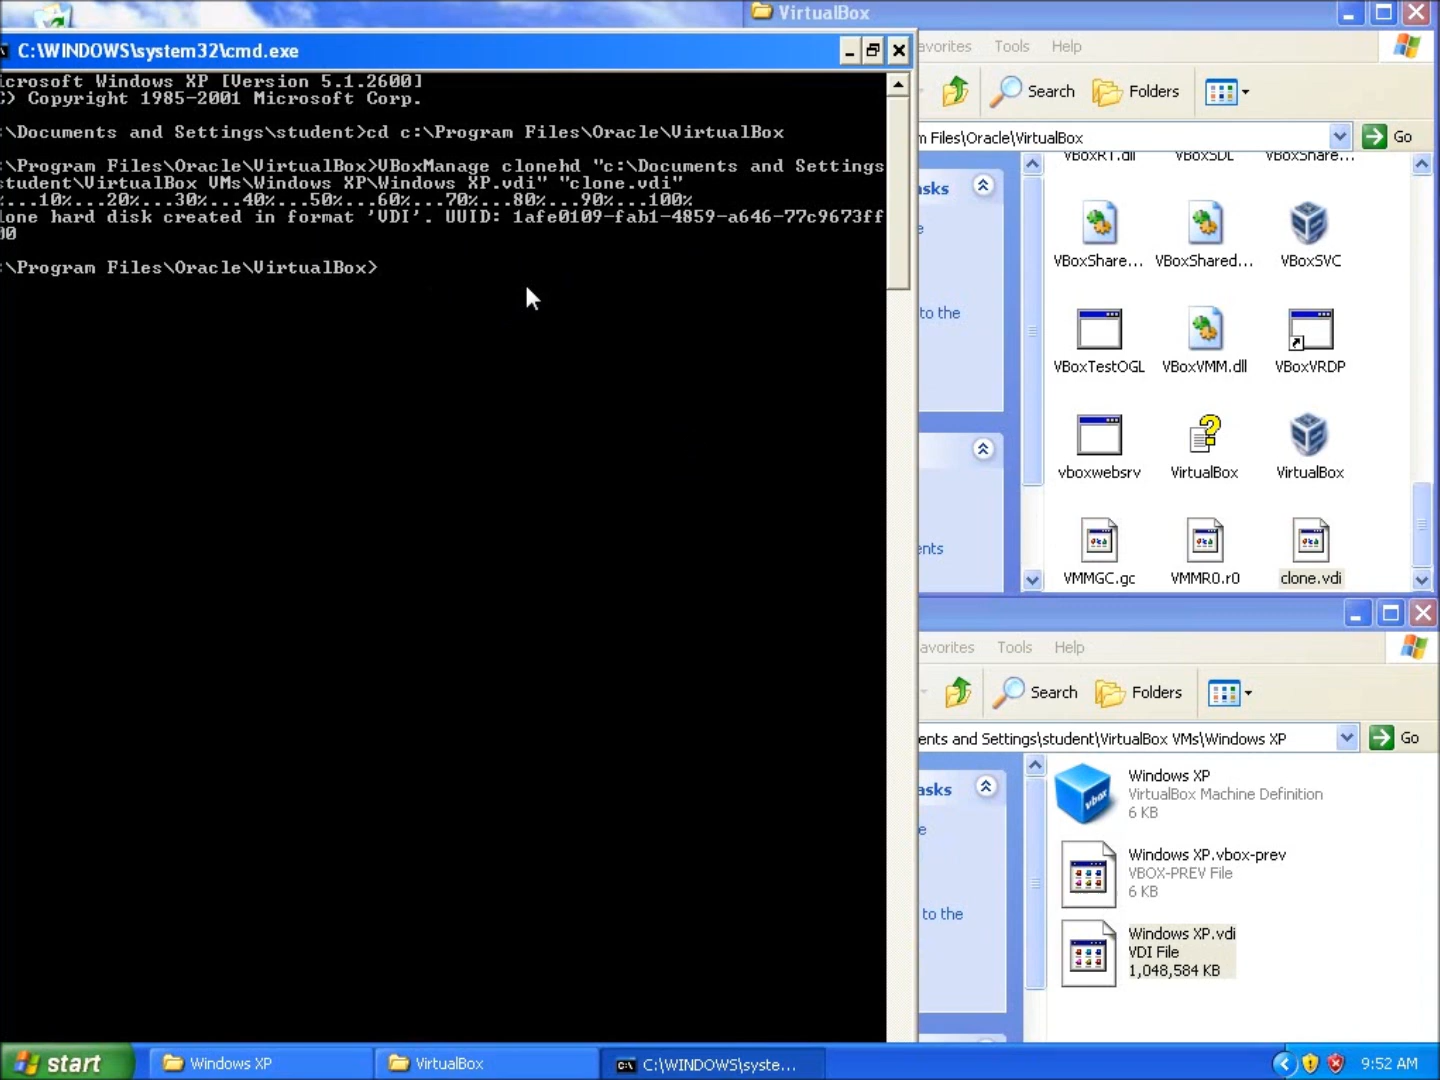 VirtualBox
C:\WINDOWS\system32\cmd.exe
icrosoft Windows XP [Version 5.1.2600]
C) Copyright 1985-2001 Microsoft Corp.
:\Documents and Settings\student>cd c:\Program Files\Oracle\VirtualBox
:\Program Files\Oracle\VirtualBox>VBoxManage clonehd "c:\Documents and Settings
student\VirtualBox VMs\Windows XP\Windows XP.vdi" "clone.vdi"
%...10%...20%...30%...40%...50%...60%...70%...80%...90%...100%
lone hard disk created in format 'VDI'. UUID: 1afe0109-fab1-4859-a646-77c9673ff
00
:\Program Files\Oracle\VirtualBox>
avorites Tools Help
Search Folders
m Files\Oracle\VirtualBox Go
asks
e
to the
ents
VBoxRT.dll VBoxSDL VBoxShare...
VBoxShare... VBoxShared... VBoxSVC
VBoxTestOGL VBoxVMM.dll VBoxVRDP
vboxwebsrv VirtualBox VirtualBox
VMMGC.gc VMMR0.r0 clone.vdi
avorites Tools Help
Search Folders
ents and Settings\student\VirtualBox VMs\Windows XP Go
asks
e
to the
vbox
Windows XP
VirtualBox Machine Definition
6 KB
Windows XP.vbox-prev
VBOX-PREV File
6 KB
Windows XP.vdi
VDI File
1,048,584 KB
start Windows XP VirtualBox C:\WINDOWS\syste... 9:52 AM